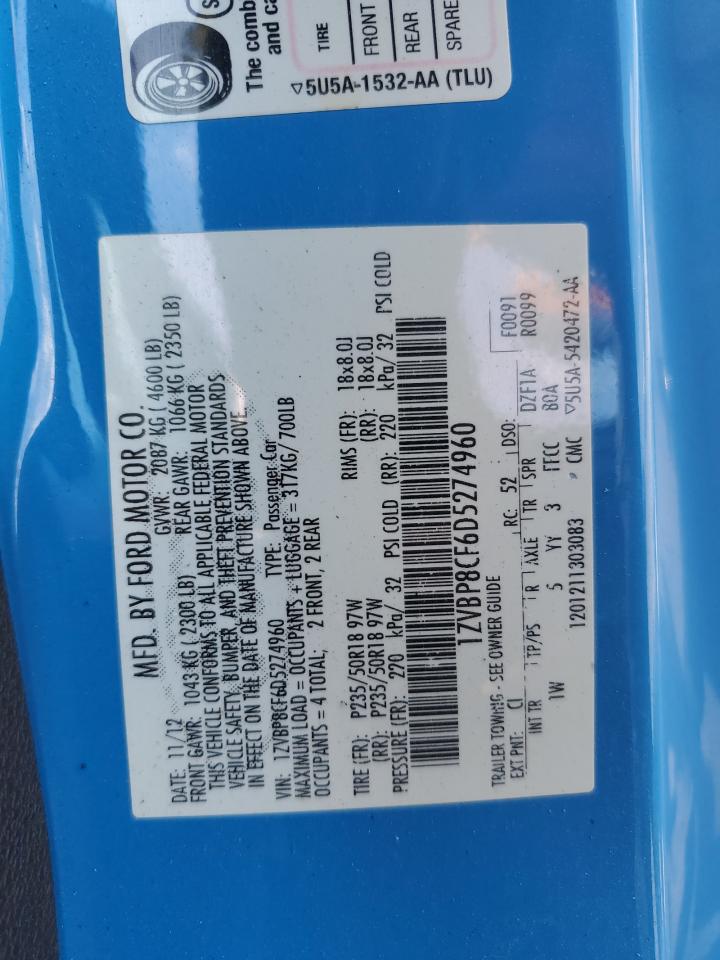 The comb
and ca
TIRE
FRONT
REAR
SPARE
▽5U5A-1532-AA (TLU)
MFD. BY FORD MOTOR CO.
DATE: 11/12 GVWR: 2087 KG ( 4600 LB)
FRONT GAWR: 1043 KG ( 2300 LB) REAR GAWR: 1066 KG ( 2350 LB)
THIS VEHICLE CONFORMS TO ALL APPLICABLE FEDERAL MOTOR
VEHICLE SAFETY, BUMPER, AND THEFT PREVENTION STANDARDS
IN EFFECT ON THE DATE OF MANUFACTURE SHOWN ABOVE.
VIN: 1ZVBP8CF6D5274960 TYPE: Passenger Car
MAXIMUM LOAD = OCCUPANTS + LUGGAGE = 317KG/ 700LB
OCCUPANTS = 4 TOTAL; 2 FRONT, 2 REAR
TIRE (FR): P235/50R18 97W RIMS (FR): 18x8.0J
(RR): P235/50R18 97W (RR): 18x8.0J
PRESSURE (FR): 270 kPa/ 32 PSI COLD (RR): 220 kPa/ 32 PSI COLD
1ZVBP8CF6D5274960
TRAILER TOWING - SEE OWNER GUIDE
EXT PNT: CI RC: 52 DSO: F0091
INT TR TP/PS R AXLE TR SPR DZF1A R0099
1W 5 YY 3 FFCC BOA
1201211303083 CMC ▽5U5A-5420472-AA